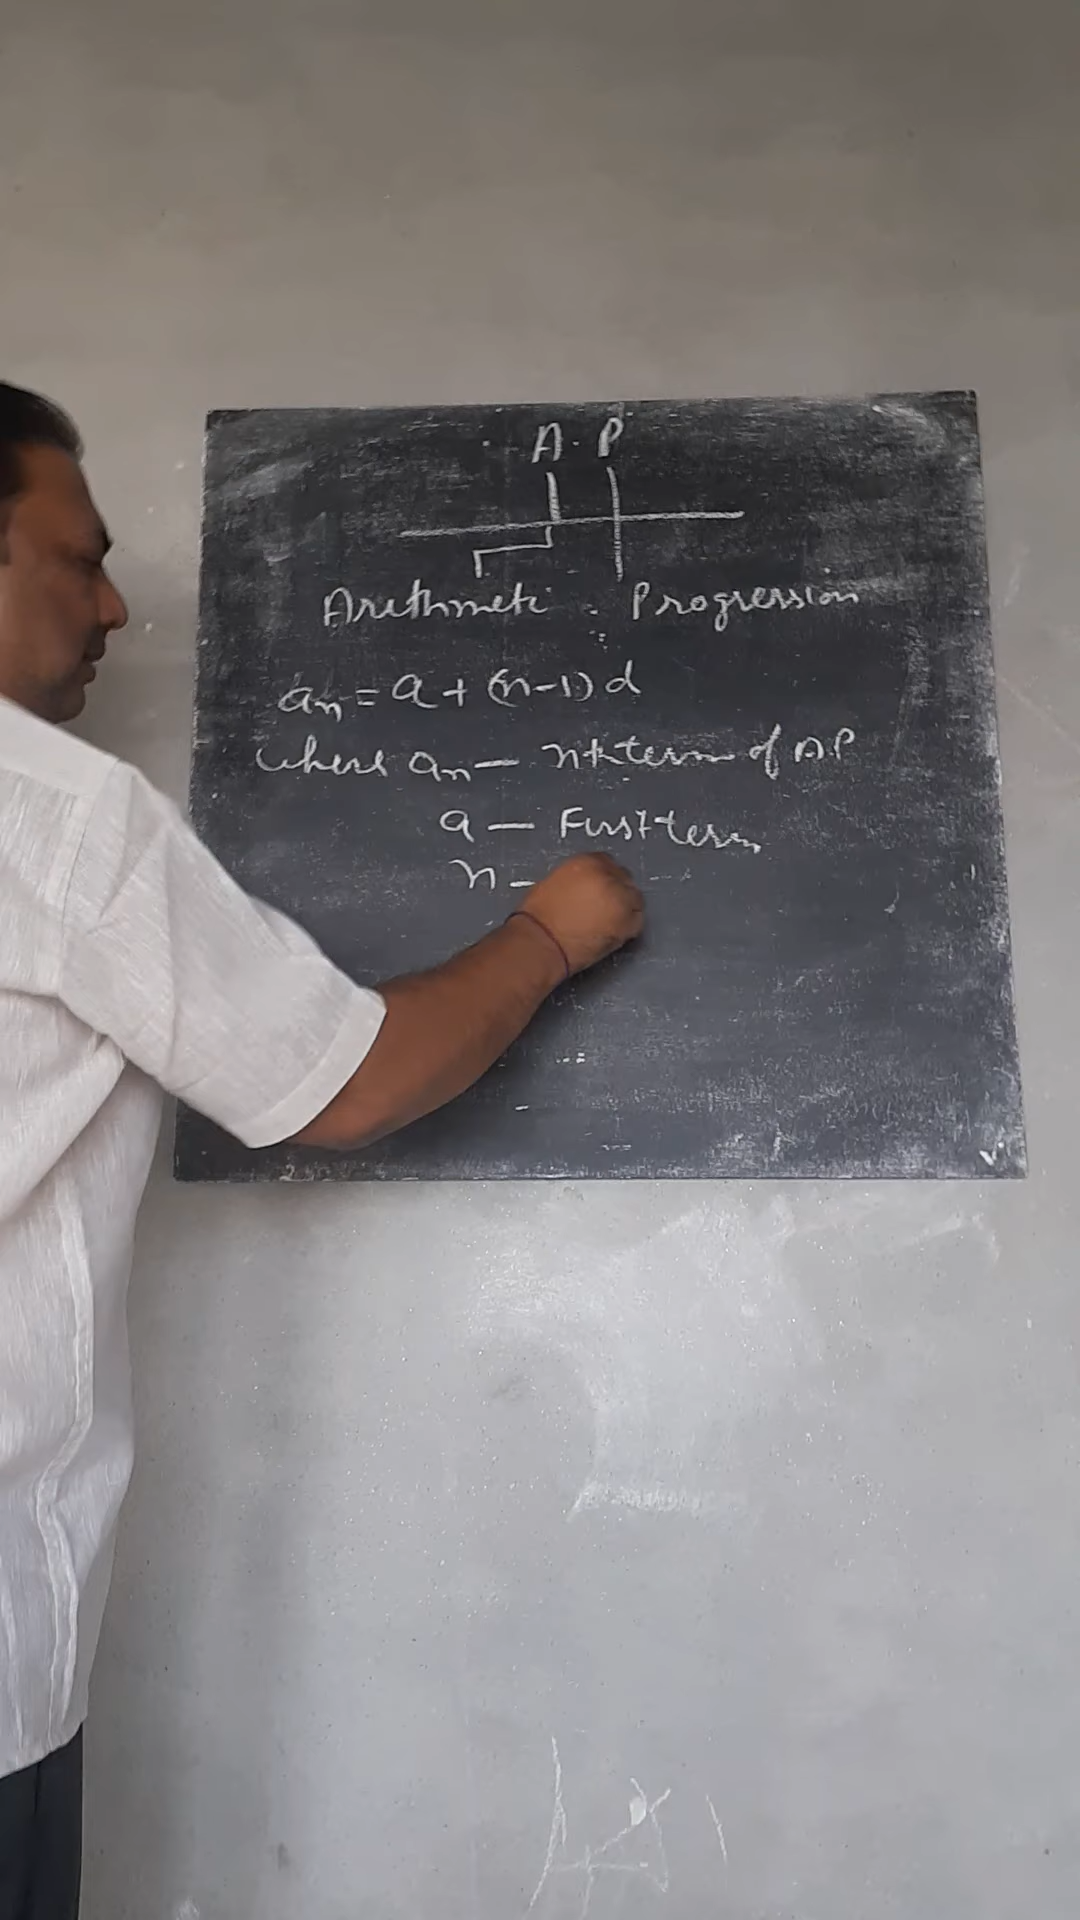 A. P
Arithmetic Progression
aₙ = a + (n-1) d
where aₙ — nth term of A.P
a — First term
n —